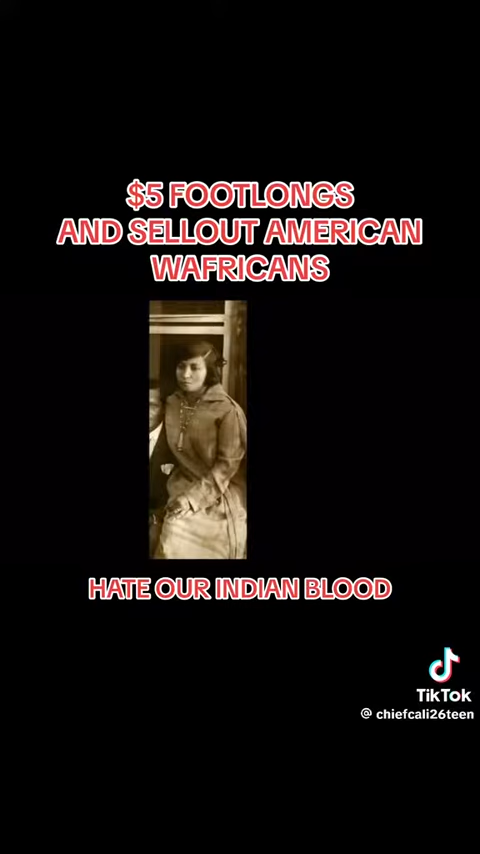 $5 FOOTLONGS
AND SELLOUT AMERICAN
WAFRICANS
HATE OUR INDIAN BLOOD
TikTok
@ chiefcali26teen